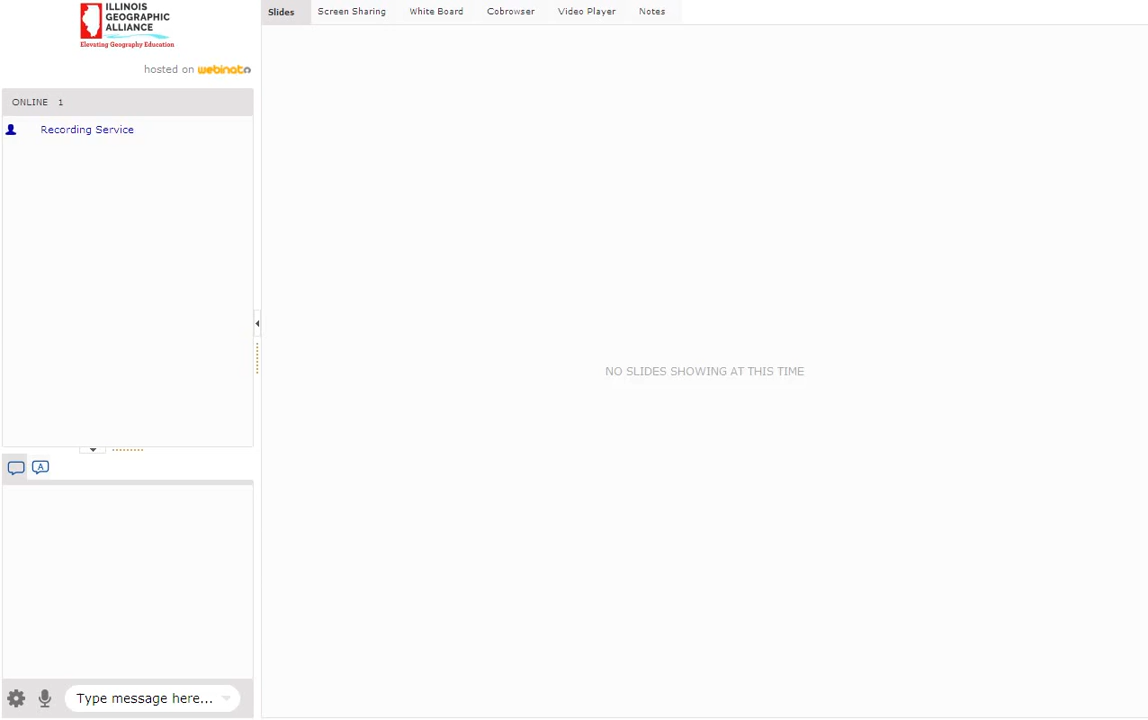 ILLINOIS
GEOGRAPHIC
ALLIANCE
Elevating Geography Education
hosted on webinato
ONLINE 1
Recording Service
Slides
Screen Sharing
White Board
Cobrowser
Video Player
Notes
NO SLIDES SHOWING AT THIS TIME
A
Type message here...